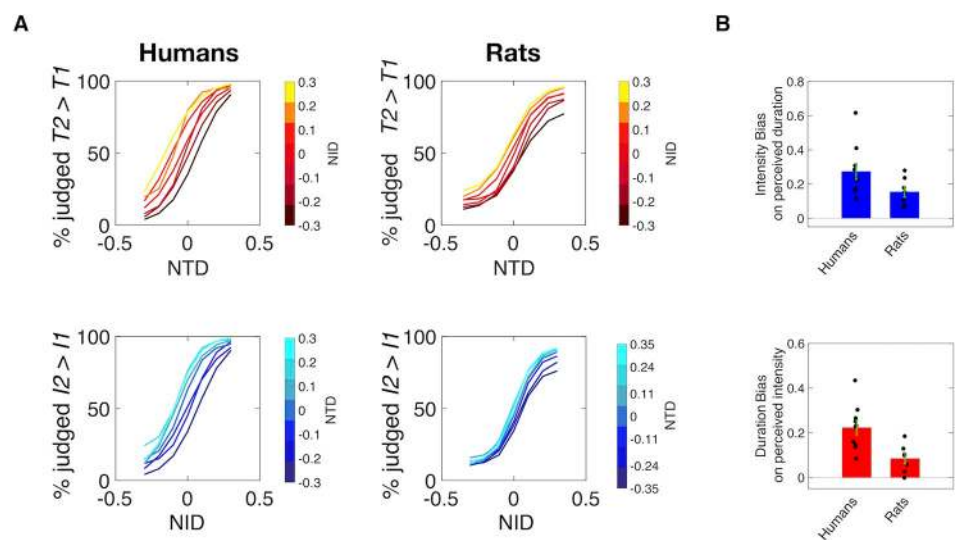 A
B
Humans
Rats
% judged T2 > T1
100
50
0
-0.5
0
0.5
NTD
0.3
0.2
0.1
0
-0.1
-0.2
-0.3
NID
% judged T2 > T1
100
50
0
-0.5
0
0.5
NTD
0.3
0.2
0.1
0
-0.1
-0.2
-0.3
NID
Intensity Bias
on perceived duration
0.8
0.6
0.4
0.2
0
Humans
Rats
% judged I2 > I1
100
50
0
-0.5
0
0.5
NID
0.3
0.2
0.1
0
-0.1
-0.2
-0.3
NTD
% judged I2 > I1
100
50
0
-0.5
0
0.5
NID
0.35
0.24
0.11
0
-0.11
-0.24
-0.35
NTD
Duration Bias
on perceived intensity
0.6
0.4
0.2
0
Humans
Rats